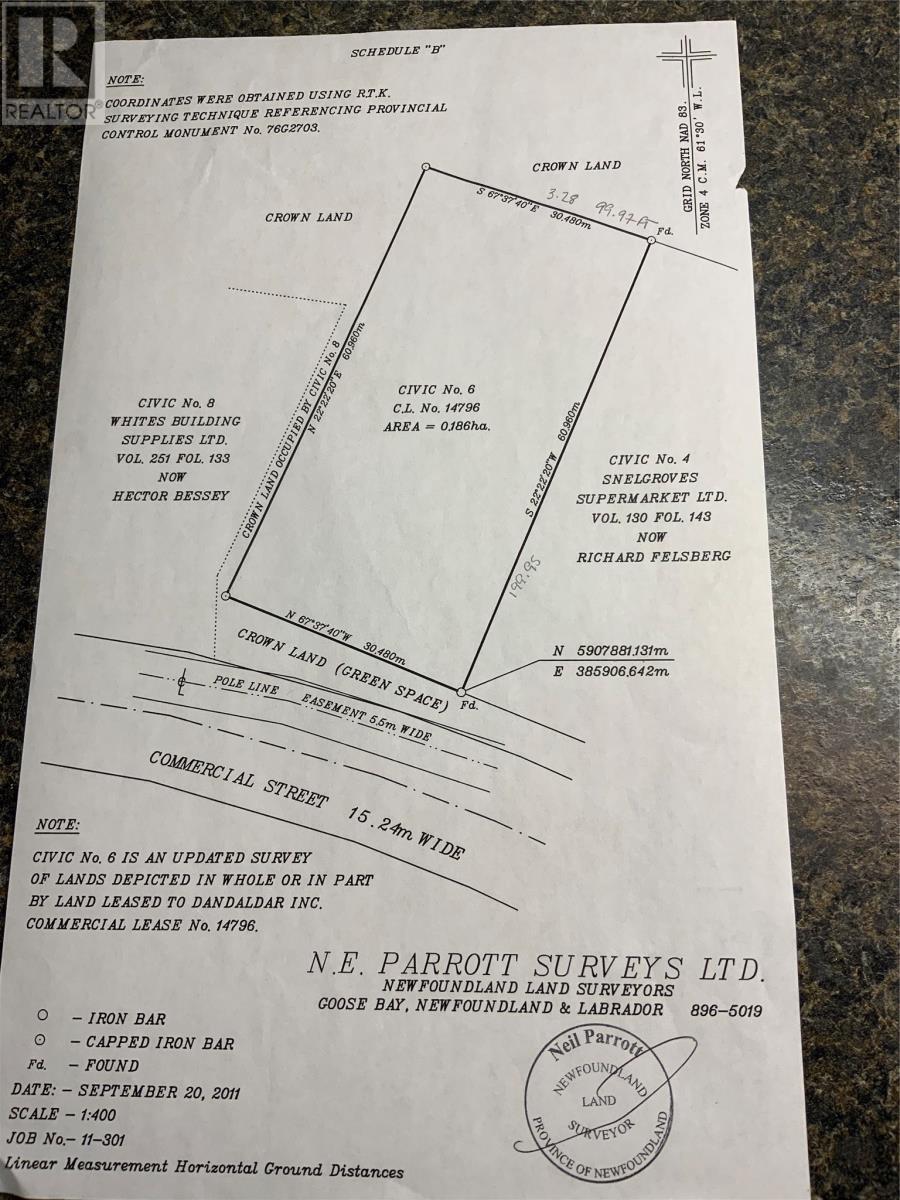 REALTOR®
SCHEDULE "B"
NOTE:
COORDINATES WERE OBTAINED USING R.T.K.
SURVEYING TECHNIQUE REFERENCING PROVINCIAL
CONTROL MONUMENT No. 76G2703.
GRID NORTH NAD 83.
ZONE 4 C.M. 61°30' W.L.
CROWN LAND
CROWN LAND
S 67°37'40"E 30.480m
3.28 99.97 FT
Fd.
CROWN LAND OCCUPIED BY CIVIC No. 8
N 22°22'20"E 60.960m
CIVIC No. 6
C.L. No. 14796
AREA = 0.186ha.
CIVIC No. 8
WHITES BUILDING
SUPPLIES LTD.
VOL. 251 FOL. 133
NOW
HECTOR BESSEY
S 22°22'20"W 60.960m
199.95
CIVIC No. 4
SNELGROVES
SUPERMARKET LTD.
VOL. 130 FOL. 143
NOW
RICHARD FELSBERG
N 67°37'40"W 30.480m
CROWN LAND (GREEN SPACE)
Fd.
N 5907881.131m
E 385906.642m
POLE LINE EASEMENT 5.5m WIDE
COMMERCIAL STREET 15.24m WIDE
NOTE:
CIVIC No. 6 IS AN UPDATED SURVEY
OF LANDS DEPICTED IN WHOLE OR IN PART
BY LAND LEASED TO DANDALDAR INC.
COMMERCIAL LEASE No. 14796.
N.E. PARROTT SURVEYS LTD.
NEWFOUNDLAND LAND SURVEYORS
GOOSE BAY, NEWFOUNDLAND & LABRADOR 896-5019
- IRON BAR
- CAPPED IRON BAR
Fd. - FOUND
DATE: - SEPTEMBER 20, 2011
SCALE - 1:400
JOB No.- 11-301
Linear Measurement Horizontal Ground Distances
Neil Parrott
NEWFOUNDLAND
LAND
SURVEYOR
PROVINCE OF NEWFOUNDLAND